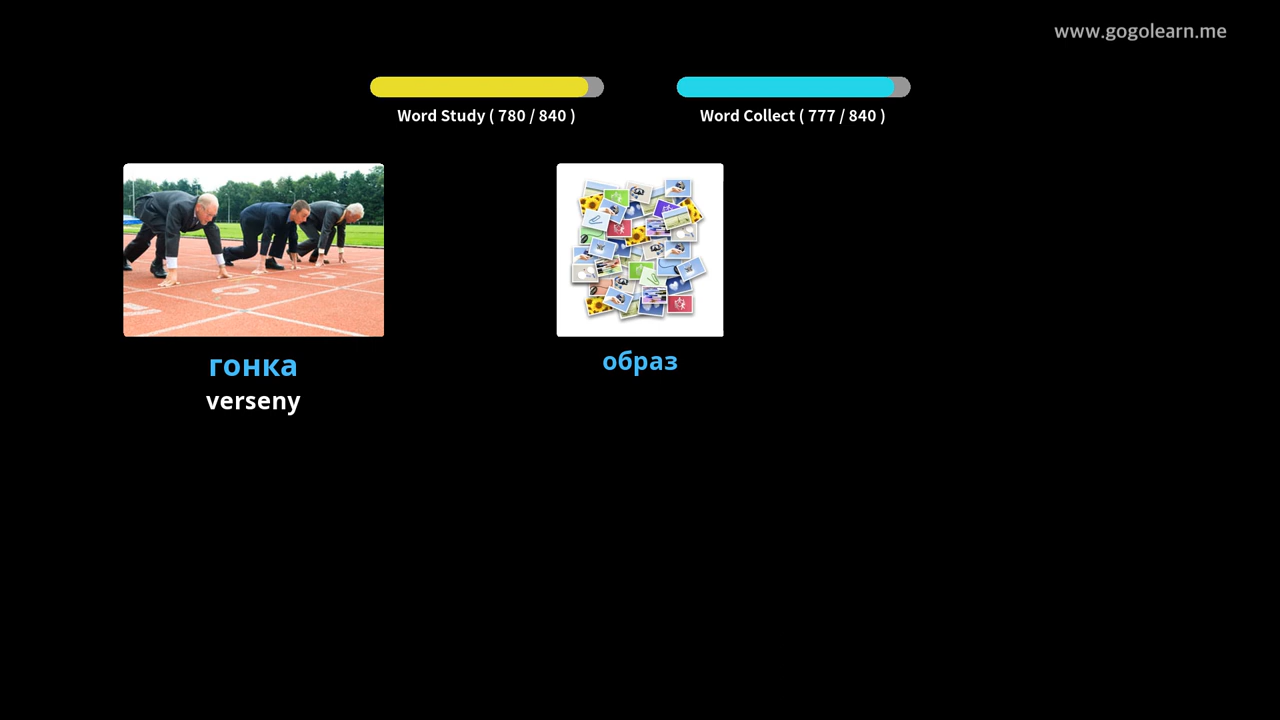 www.gogolearn.me
Word Study ( 780 / 840 )
Word Collect ( 777 / 840 )
гонка
verseny
образ